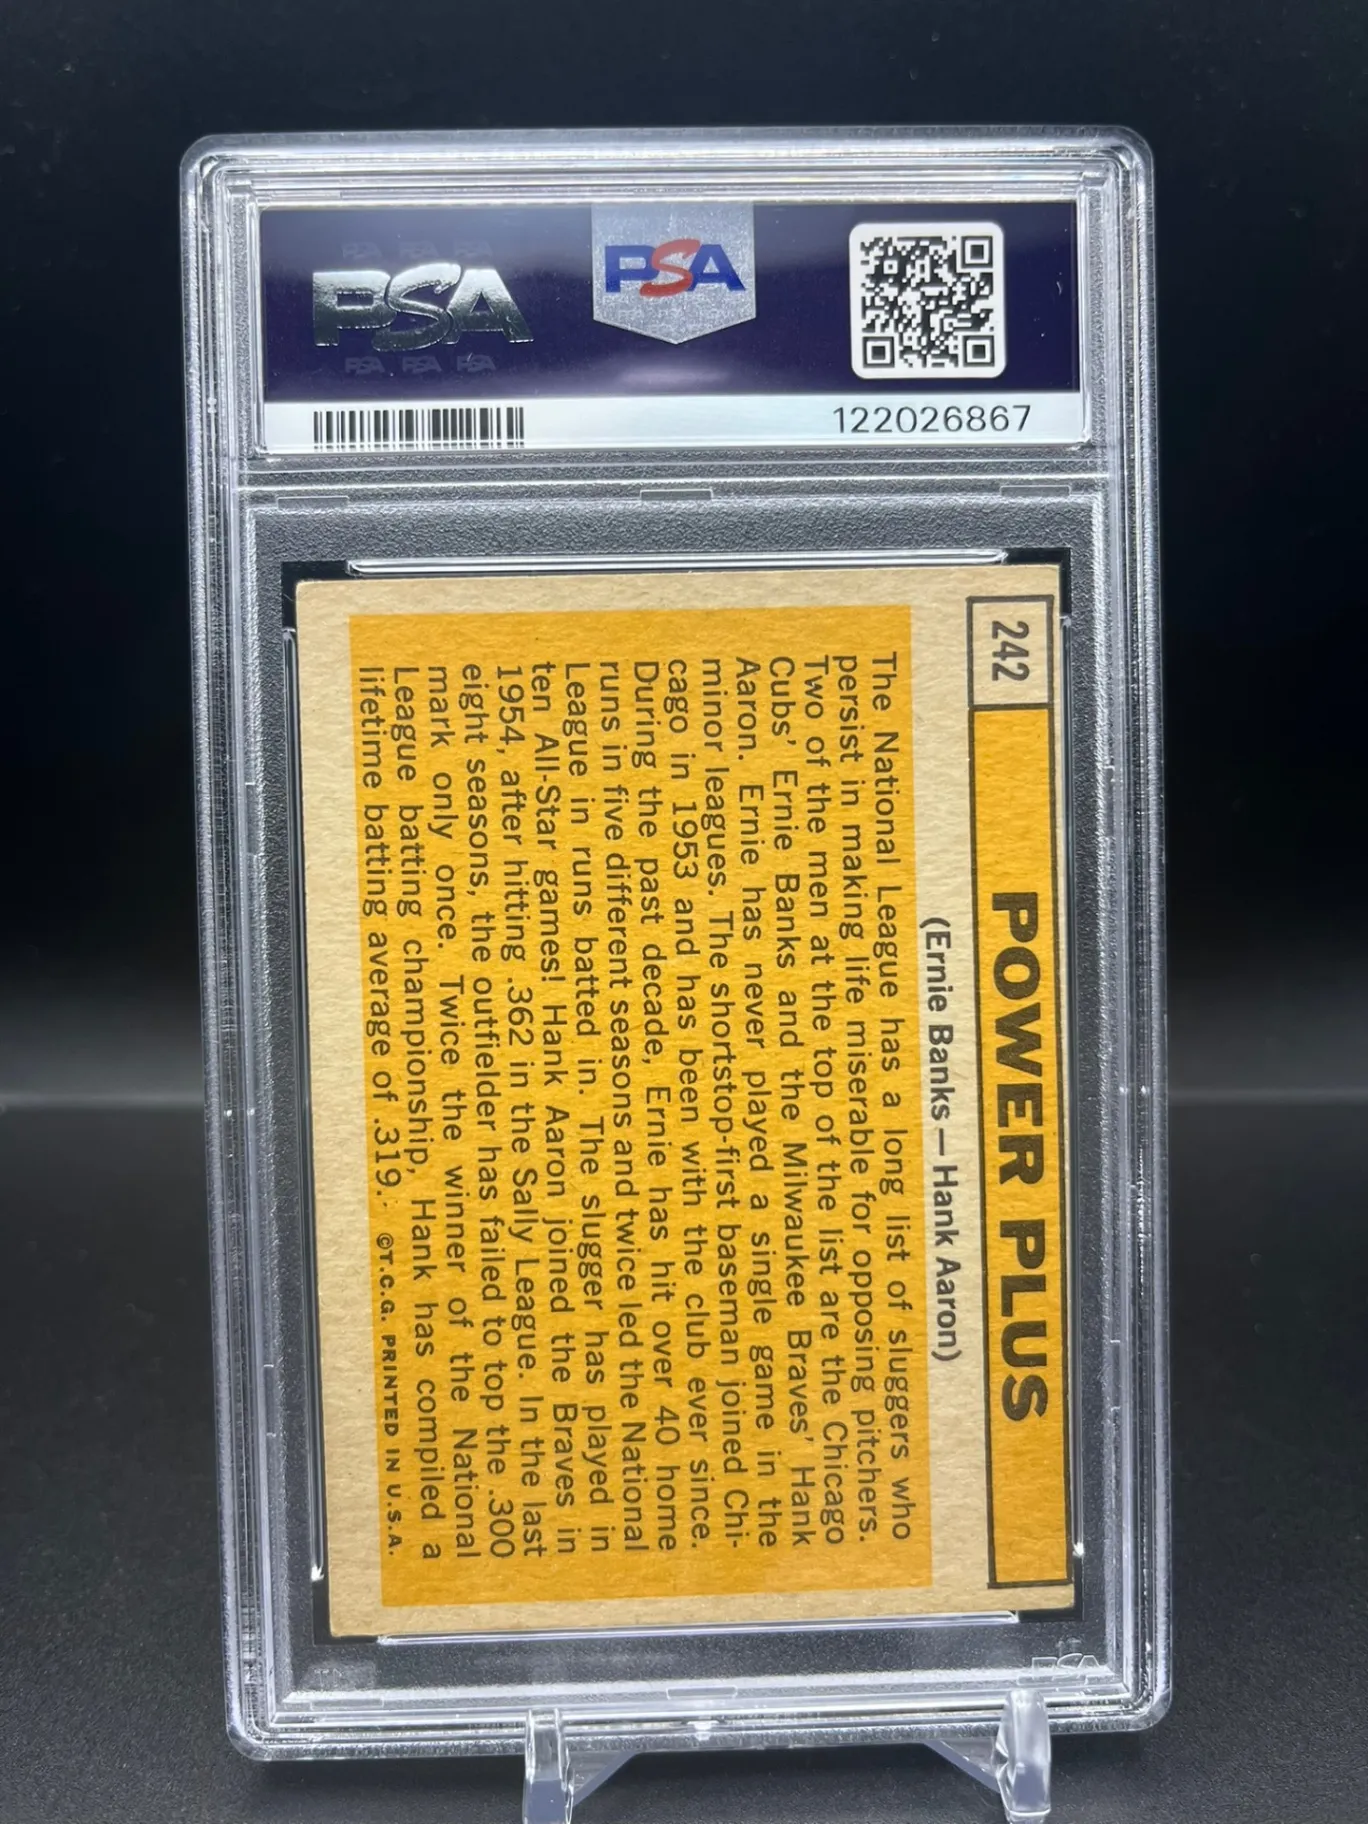 PSA PSA PSA
PSA
PSA PSA PSA
PSA
122026867
242
POWER PLUS
(Ernie Banks—Hank Aaron)
The National League has a long list of sluggers who
persist in making life miserable for opposing pitchers.
Two of the men at the top of the list are the Chicago
Cubs' Ernie Banks and the Milwaukee Braves' Hank
Aaron. Ernie has never played a single game in the
minor leagues. The shortstop-first baseman joined Chi-
cago in 1953 and has been with the club ever since.
During the past decade, Ernie has hit over 40 home
runs in five different seasons and twice led the National
League in runs batted in. The slugger has played in
ten All-Star games! Hank Aaron joined the Braves in
1954, after hitting .362 in the Sally League. In the last
eight seasons, the outfielder has failed to top the .300
mark only once. Twice the winner of the National
League batting championship, Hank has compiled a
lifetime batting average of .319.
©T.C.G. PRINTED IN U.S.A.
PSA